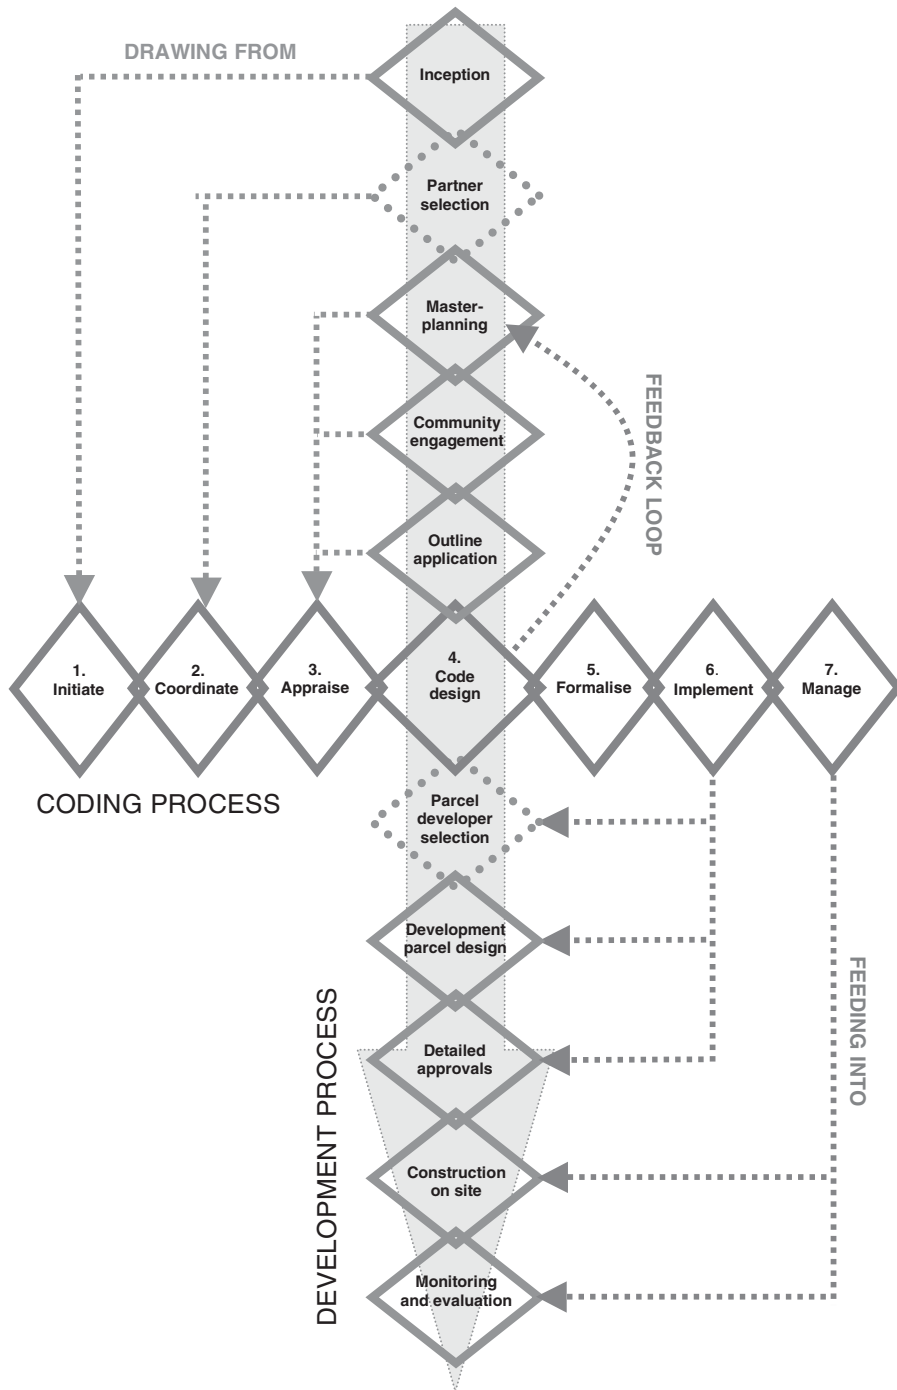 DRAWING FROM
Inception
Partner
selection
Master-
planning
FEEDBACK LOOP
Community
engagement
Outline
application
1.
Initiate
2.
Coordinate
3.
Appraise
4.
Code
design
5.
Formalise
6.
Implement
7.
Manage
CODING PROCESS
Parcel
developer
selection
Development
parcel design
FEEDING INTO
DEVELOPMENT PROCESS
Detailed
approvals
Construction
on site
Monitoring
and evaluation